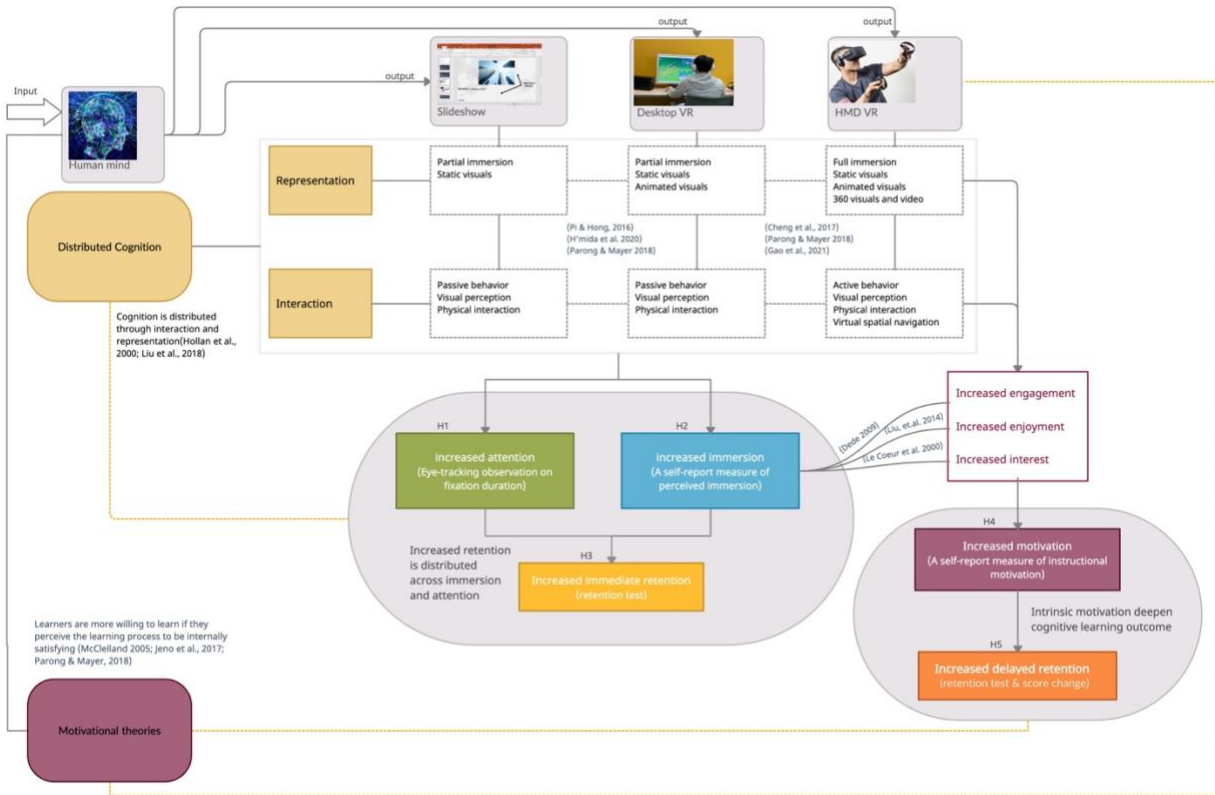 output
output
Input
output
Slideshow
Desktop VR
HMD VR
Human mind
Representation
Partial immersion
Static visuals
Partial immersion
Static visuals
Animated visuals
Full immersion
Static visuals
Animated visuals
360 visuals and video
Distributed Cognition
(Pi & Hong, 2016)
(H'mida et al. 2020)
(Parong & Mayer 2018)
(Cheng et al., 2017)
(Parong & Mayer 2018)
(Gao et al., 2021)
Interaction
Passive behavior
Visual perception
Physical interaction
Passive behavior
Visual perception
Physical interaction
Active behavior
Visual perception
Physical interaction
Virtual spatial navigation
Cognition is distributed
through interaction and
representation(Hollan et al.,
2000; Liu et al., 2018)
Increased engagement
Increased enjoyment
Increased interest
(Dede 2009)
(Liu, et.al. 2014)
(Le Coeur et al. 2000)
H1
increased attention
(Eye-tracking observation on
fixation duration)
H2
increased immersion
(A self-report measure of
perceived immersion)
Increased retention
is distributed
across immersion
and attention
H3
Increased immediate retention
(retention test)
H4
Increased motivation
(A self-report measure of instructional
motivation)
Intrinsic motivation deepen
cognitive learning outcome
H5
Increased delayed retention
(retention test & score change)
Learners are more willing to learn if they
perceive the learning process to be internally
satisfying (McClelland 2005; Jeno et al., 2017;
Parong & Mayer, 2018)
Motivational theories